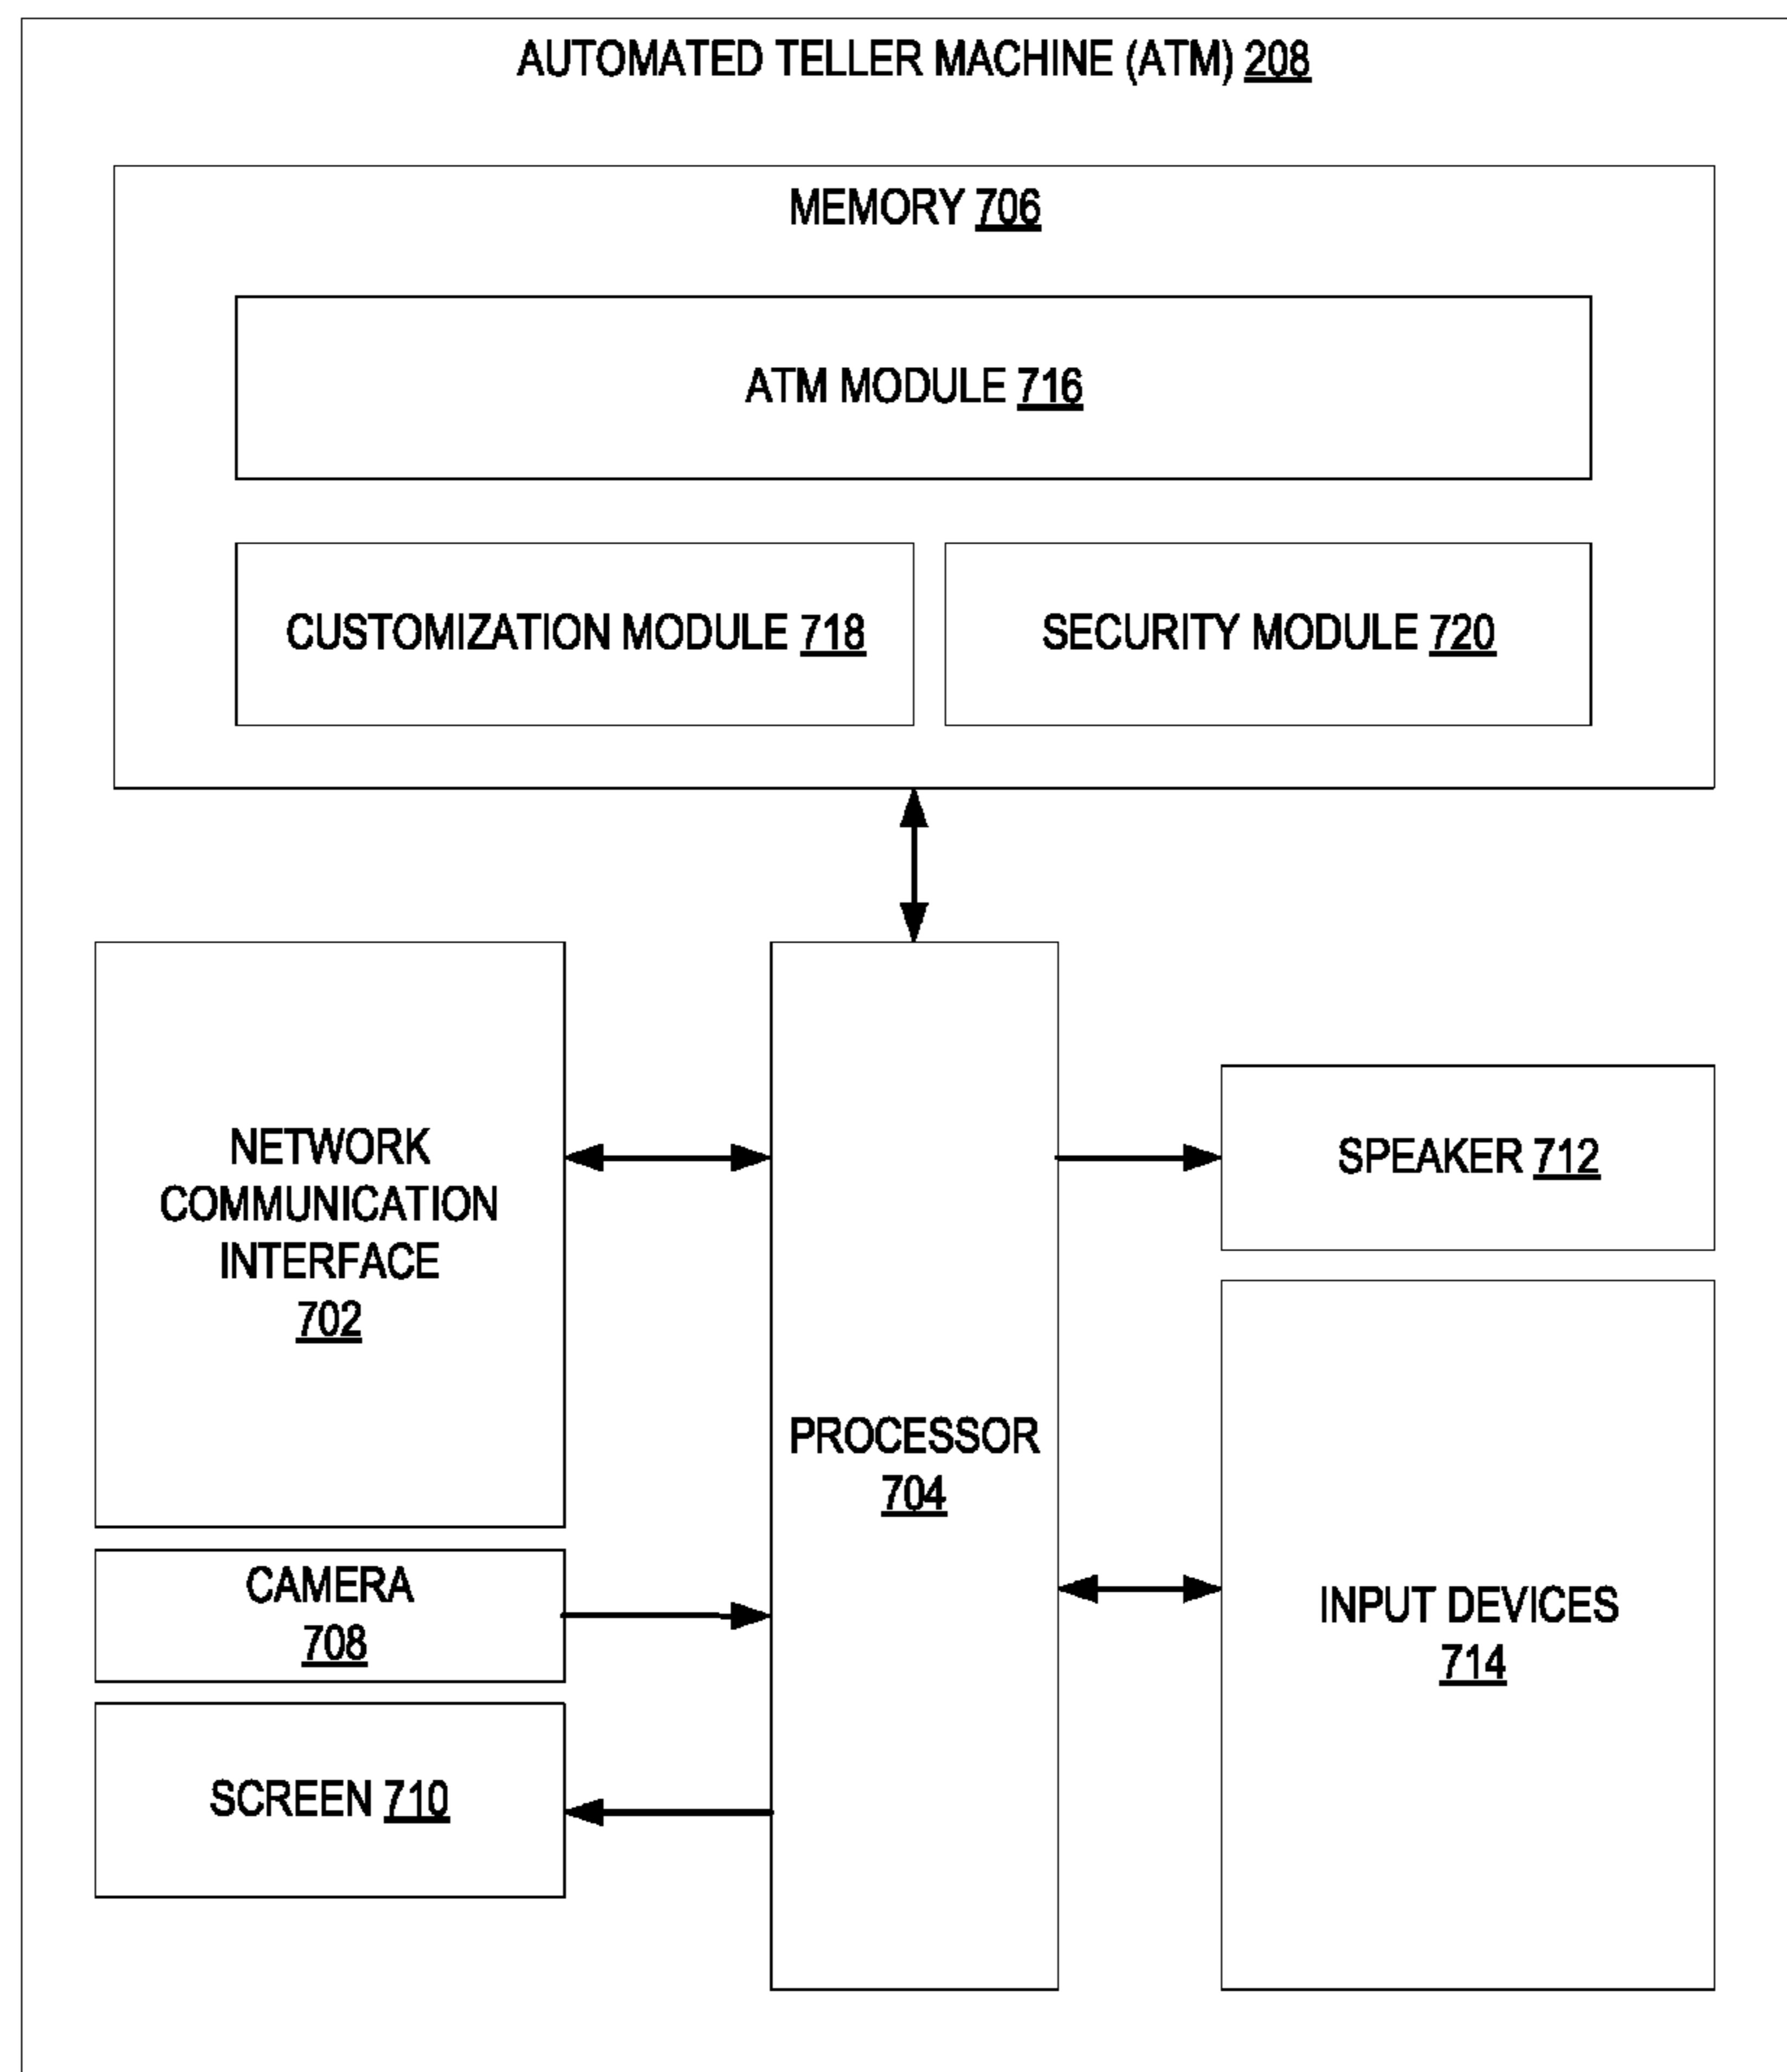 AUTOMATED TELLER MACHINE (ATM) 208
MEMORY 706
ATM MODULE 716
CUSTOMIZATION MODULE 718
SECURITY MODULE 720
NETWORK
COMMUNICATION
INTERFACE
702
PROCESSOR
704
SPEAKER 712
CAMERA
708
INPUT DEVICES
714
SCREEN 710